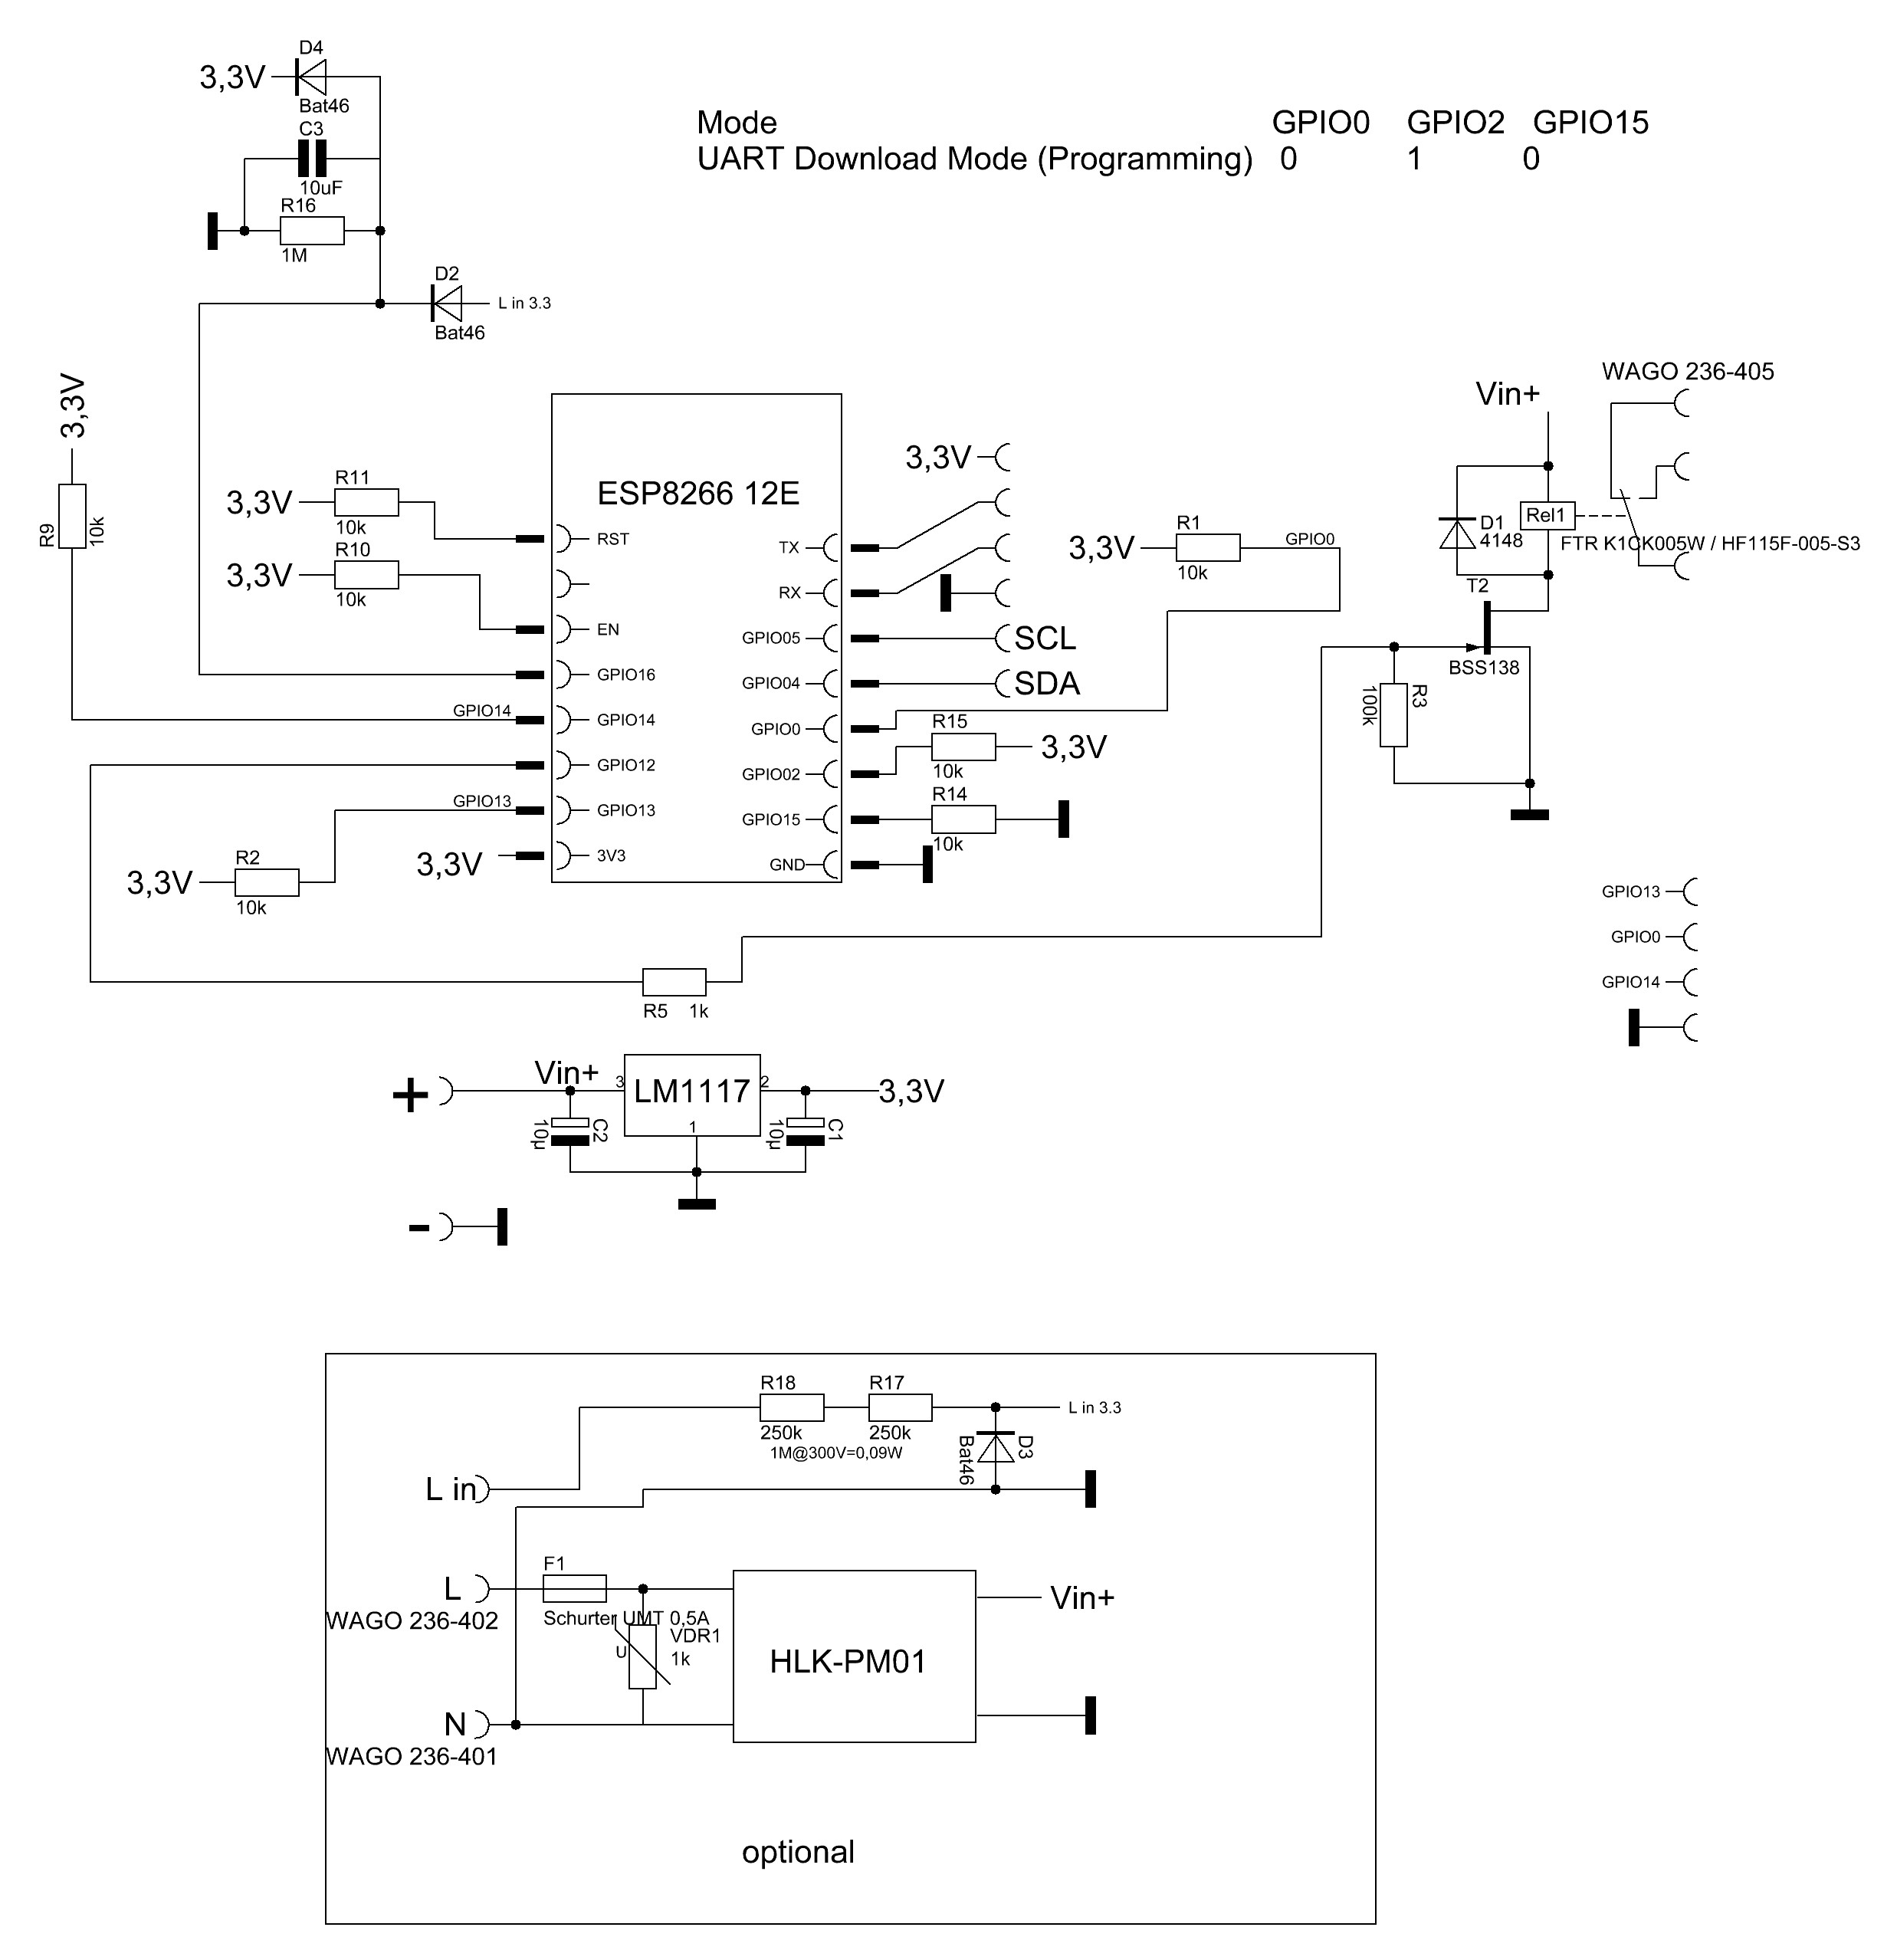 D4
3,3V
Bat46
C3
10uF
R16
1M
D2
L in 3.3
Bat46
Mode GPIO0 GPIO2 GPIO15
UART Download Mode (Programming) 0 1 0
3,3V
R9
10k
R11
3,3V
10k
R10
3,3V
10k
ESP8266 12E
RST
EN
GPIO16
GPIO14
GPIO14
GPIO12
GPIO13
GPIO13
3,3V
3V3
R2
3,3V
10k
TX
RX
GPIO05
GPIO04
GPIO0
GPIO02
GPIO15
GND
3,3V
SCL
SDA
R15
3,3V
10k
R14
10k
R1
3,3V
GPIO0
10k
WAGO 236-405
Vin+
Rel1
D1
4148
FTR K1CK005W / HF115F-005-S3
T2
BSS138
R3
100k
GPIO13
GPIO0
GPIO14
R5 1k
Vin+
+
3
LM1117
2
3,3V
1
C2
10µ
C1
10µ
-
R18
R17
L in 3.3
250k
250k
1M@300V=0,09W
D3
Bat46
L in
F1
L
Schurter UMT 0,5A
WAGO 236-402
VDR1
U
1k
HLK-PM01
Vin+
N
WAGO 236-401
optional